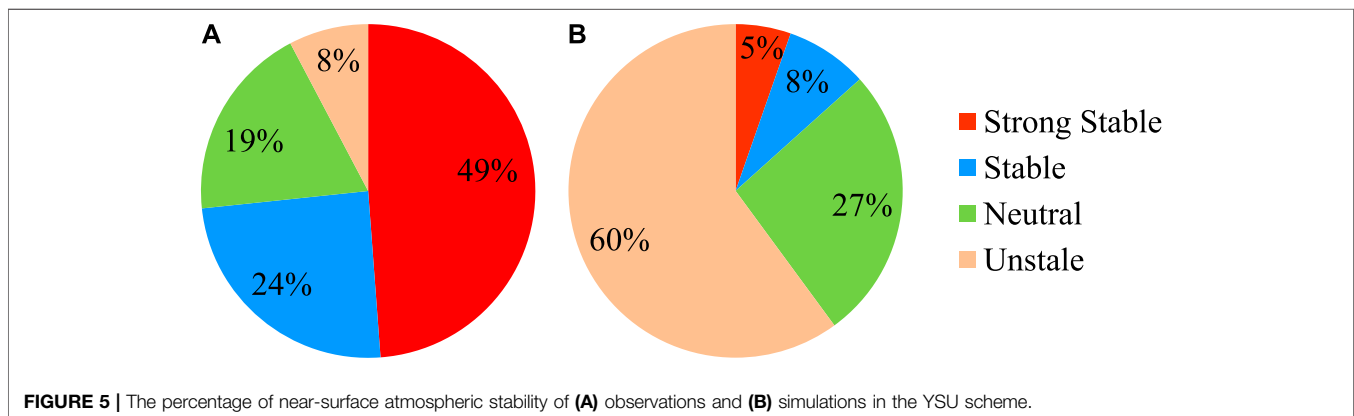 A
8%
19%
49%
24%
B
5%
8%
27%
60%
Strong Stable
Stable
Neutral
Unstale
FIGURE 5 | The percentage of near-surface atmospheric stability of (A) observations and (B) simulations in the YSU scheme.